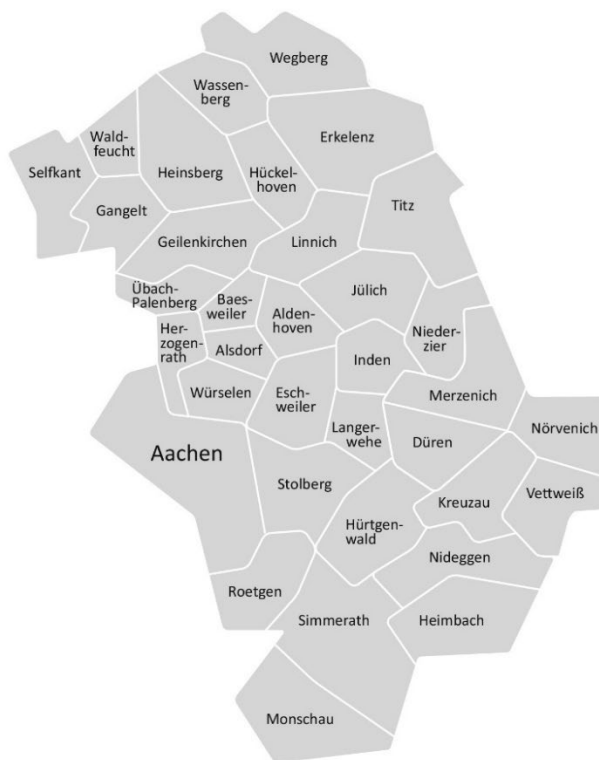 Wegberg
Wassen-
berg
Erkelenz
Wald-
feucht
Selfkant
Heinsberg
Hückel-
hoven
Titz
Gangelt
Geilenkirchen
Linnich
Übach-
Palenberg
Baes-
weiler
Jülich
Alden-
hoven
Her-
zogen-
rath
Alsdorf
Inden
Nieder-
zier
Würselen
Esch-
weiler
Merzenich
Langer-
wehe
Düren
Nörvenich
Aachen
Stolberg
Kreuzau
Vettweiß
Hürtgen-
wald
Nideggen
Roetgen
Simmerath
Heimbach
Monschau